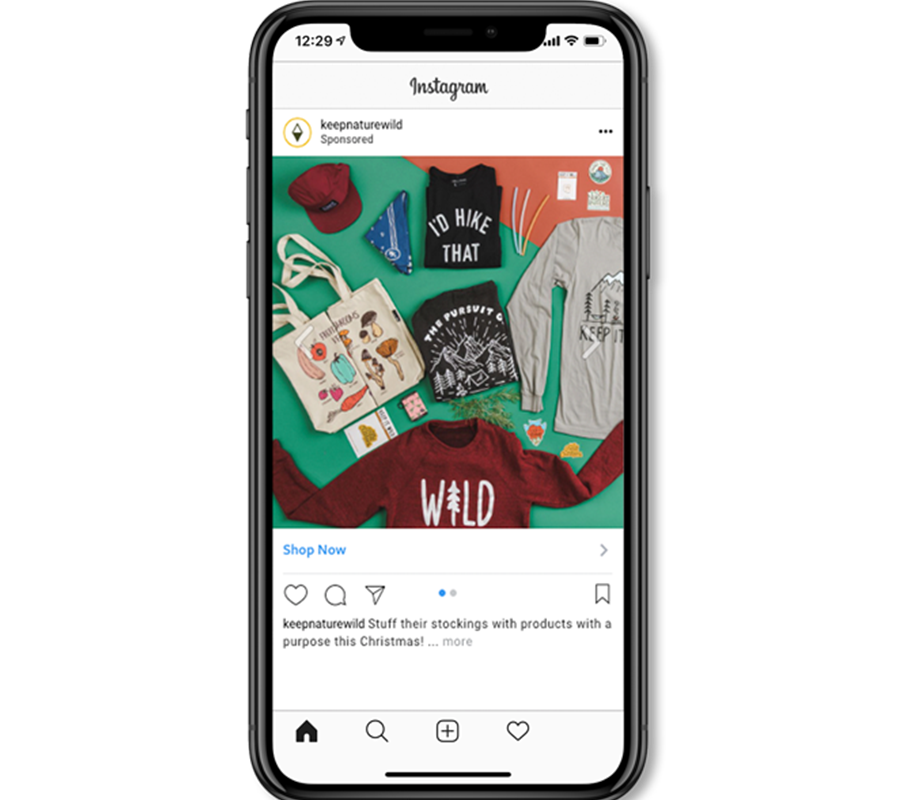 12:29
Instagram
keepnaturewild
Sponsored
I'D HIKE
THAT
THE PURSUIT O
KEEP IT
WILD
Shop Now
keepnaturewild Stuff their stockings with products with a
purpose this Christmas! ... more